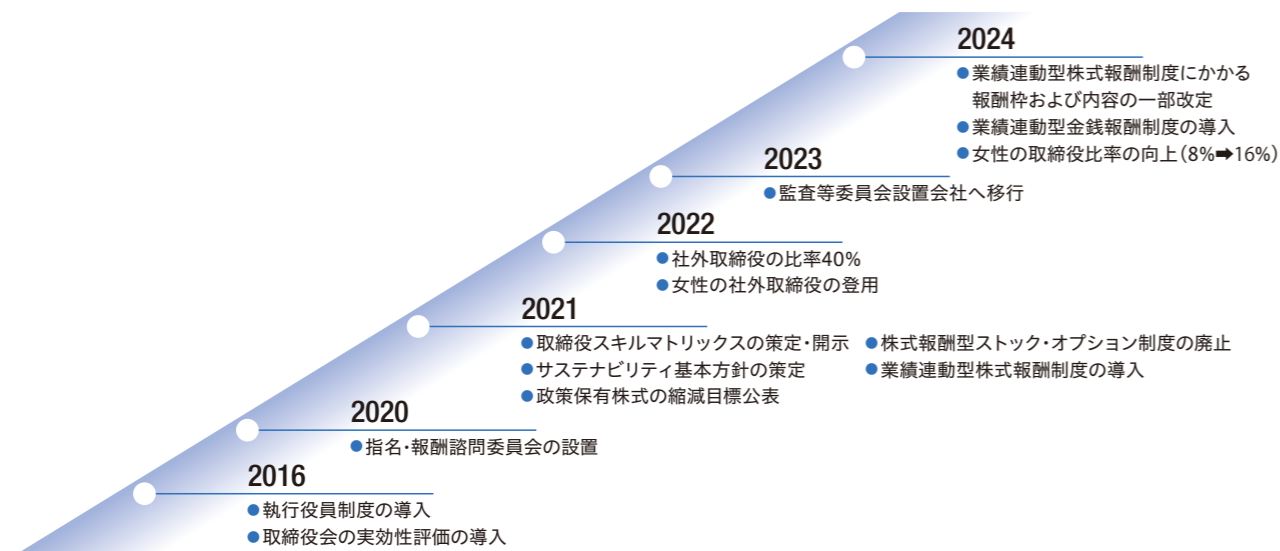 2024
●業績連動型株式報酬制度にかかる
報酬枠および内容の一部改定
●業績連動型金銭報酬制度の導入
●女性の取締役比率の向上（8%➡16%）
2023
●監査等委員会設置会社へ移行
2022
●社外取締役の比率40%
●女性の社外取締役の登用
2021
●取締役スキルマトリックスの策定・開示
●サステナビリティ基本方針の策定
●政策保有株式の縮減目標公表
●株式報酬型ストック・オプション制度の廃止
●業績連動型株式報酬制度の導入
2020
●指名・報酬諮問委員会の設置
2016
●執行役員制度の導入
●取締役会の実効性評価の導入